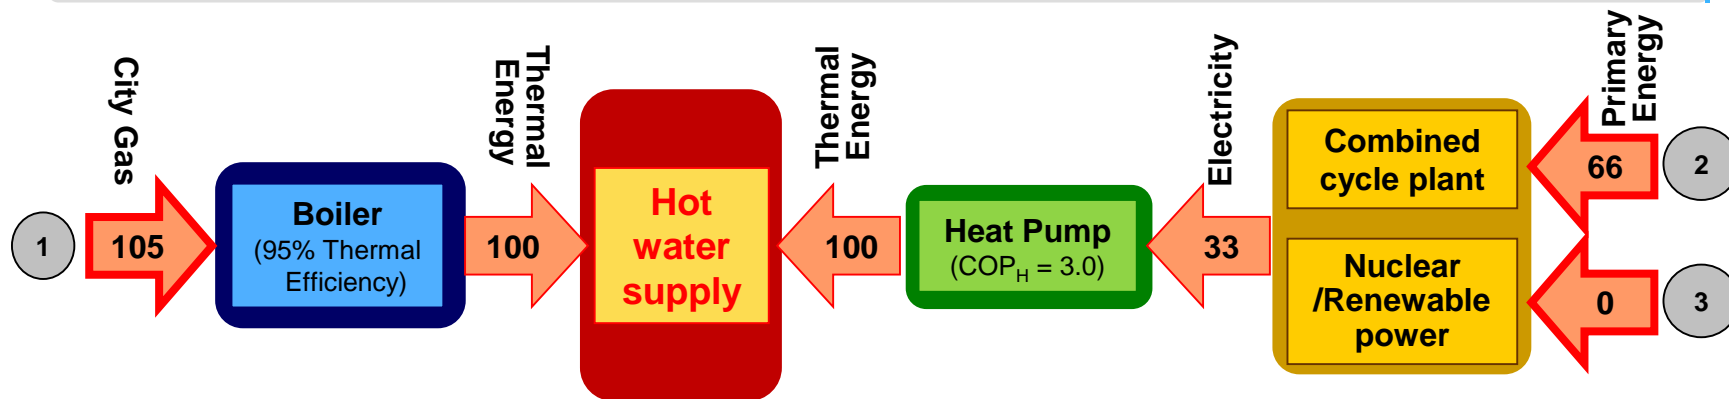 1
City Gas
105
Boiler
(95% Thermal
Efficiency)
Thermal
Energy
100
Hot
water
supply
Thermal
Energy
100
Heat Pump
(COPH = 3.0)
Electricity
33
Combined
cycle plant
Nuclear
/Renewable
power
Primary
Energy
66
2
0
3